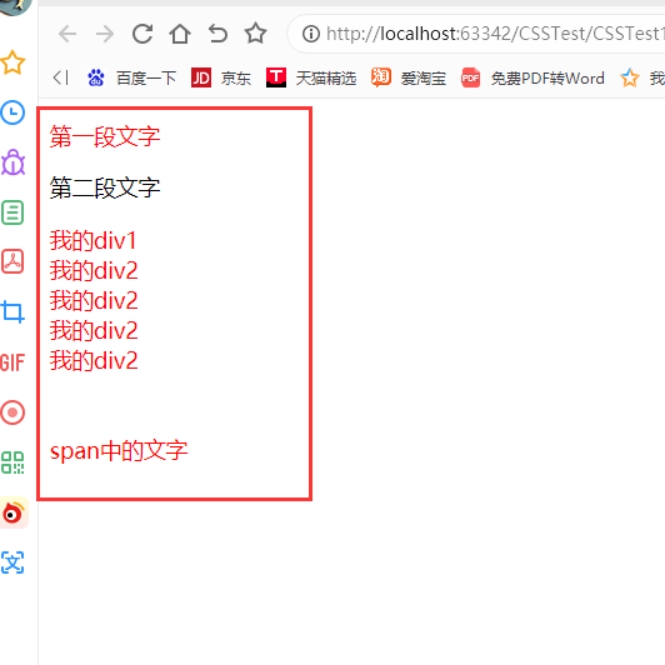 http://localhost:63342/CSSTest/CSSTest1
百度一下 JD 京东 T 天猫精选 淘 爱淘宝 PDF 免费PDF转Word 我
第一段文字
第二段文字
我的div1
我的div2
我的div2
我的div2
我的div2
GIF
span中的文字
文